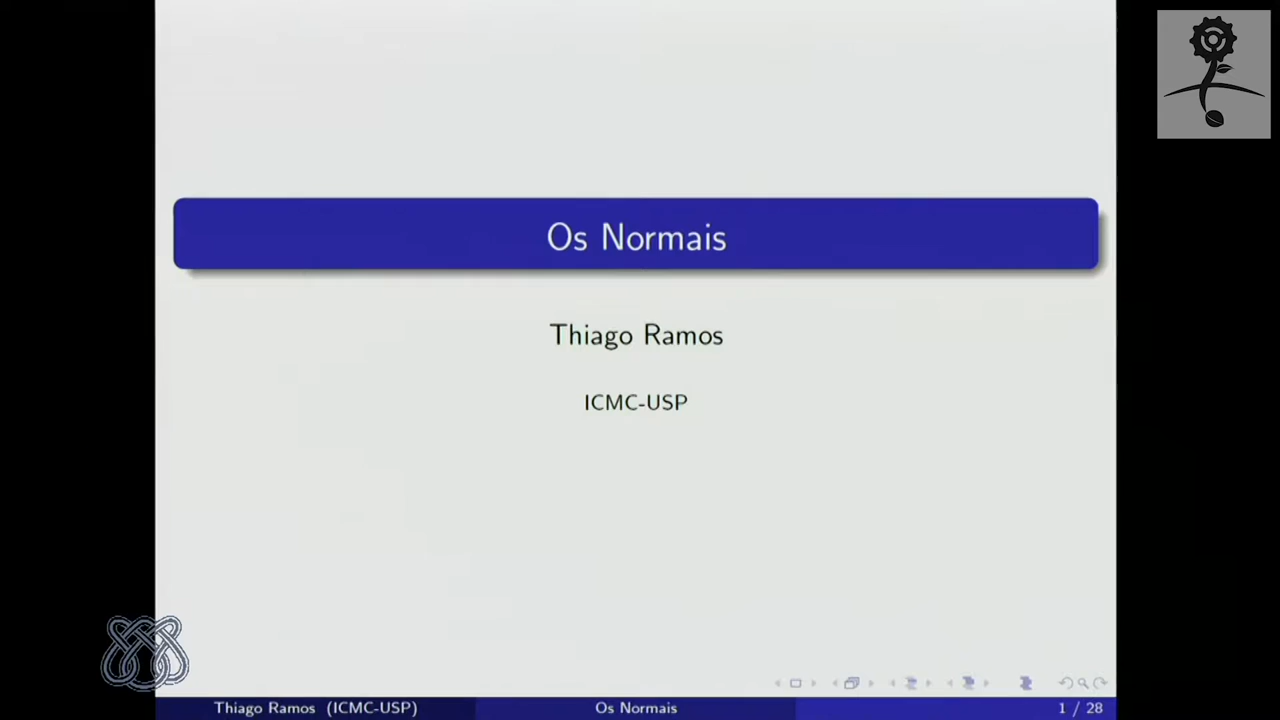 Os Normais
Thiago Ramos
ICMC-USP
Thiago Ramos (ICMC-USP)
Os Normais
1 / 28